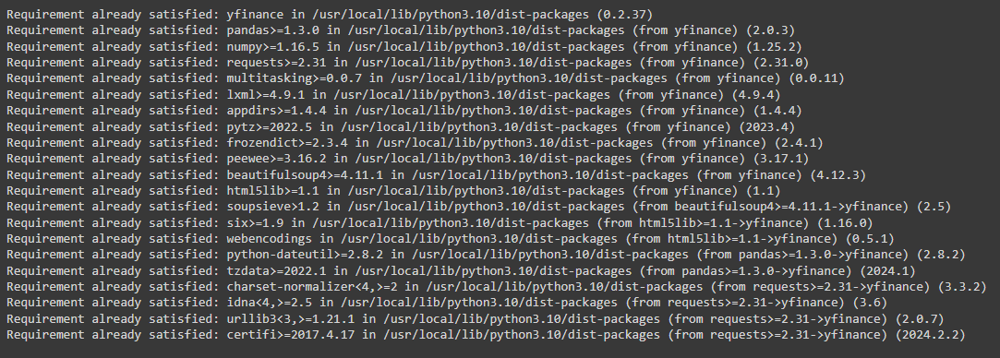 Requirement already satisfied: yfinance in /usr/local/lib/python3.10/dist-packages (0.2.37)
Requirement already satisfied: pandas>=1.3.0 in /usr/local/lib/python3.10/dist-packages (from yfinance) (2.0.3)
Requirement already satisfied: numpy>=1.16.5 in /usr/local/lib/python3.10/dist-packages (from yfinance) (1.25.2)
Requirement already satisfied: requests>=2.31 in /usr/local/lib/python3.10/dist-packages (from yfinance) (2.31.0)
Requirement already satisfied: multitasking>=0.0.7 in /usr/local/lib/python3.10/dist-packages (from yfinance) (0.0.11)
Requirement already satisfied: lxml>=4.9.1 in /usr/local/lib/python3.10/dist-packages (from yfinance) (4.9.4)
Requirement already satisfied: appdirs>=1.4.4 in /usr/local/lib/python3.10/dist-packages (from yfinance) (1.4.4)
Requirement already satisfied: pytz>=2022.5 in /usr/local/lib/python3.10/dist-packages (from yfinance) (2023.4)
Requirement already satisfied: frozendict>=2.3.4 in /usr/local/lib/python3.10/dist-packages (from yfinance) (2.4.1)
Requirement already satisfied: peewee>=3.16.2 in /usr/local/lib/python3.10/dist-packages (from yfinance) (3.17.1)
Requirement already satisfied: beautifulsoup4>=4.11.1 in /usr/local/lib/python3.10/dist-packages (from yfinance) (4.12.3)
Requirement already satisfied: html5lib>=1.1 in /usr/local/lib/python3.10/dist-packages (from yfinance) (1.1)
Requirement already satisfied: soupsieve>1.2 in /usr/local/lib/python3.10/dist-packages (from beautifulsoup4>=4.11.1->yfinance) (2.5)
Requirement already satisfied: six>=1.9 in /usr/local/lib/python3.10/dist-packages (from html5lib>=1.1->yfinance) (1.16.0)
Requirement already satisfied: webencodings in /usr/local/lib/python3.10/dist-packages (from html5lib>=1.1->yfinance) (0.5.1)
Requirement already satisfied: python-dateutil>=2.8.2 in /usr/local/lib/python3.10/dist-packages (from pandas>=1.3.0->yfinance) (2.8.2)
Requirement already satisfied: tzdata>=2022.1 in /usr/local/lib/python3.10/dist-packages (from pandas>=1.3.0->yfinance) (2024.1)
Requirement already satisfied: charset-normalizer<4,>=2 in /usr/local/lib/python3.10/dist-packages (from requests>=2.31->yfinance) (3.3.2)
Requirement already satisfied: idna<4,>=2.5 in /usr/local/lib/python3.10/dist-packages (from requests>=2.31->yfinance) (3.6)
Requirement already satisfied: urllib3<3,>=1.21.1 in /usr/local/lib/python3.10/dist-packages (from requests>=2.31->yfinance) (2.0.7)
Requirement already satisfied: certifi>=2017.4.17 in /usr/local/lib/python3.10/dist-packages (from requests>=2.31->yfinance) (2024.2.2)